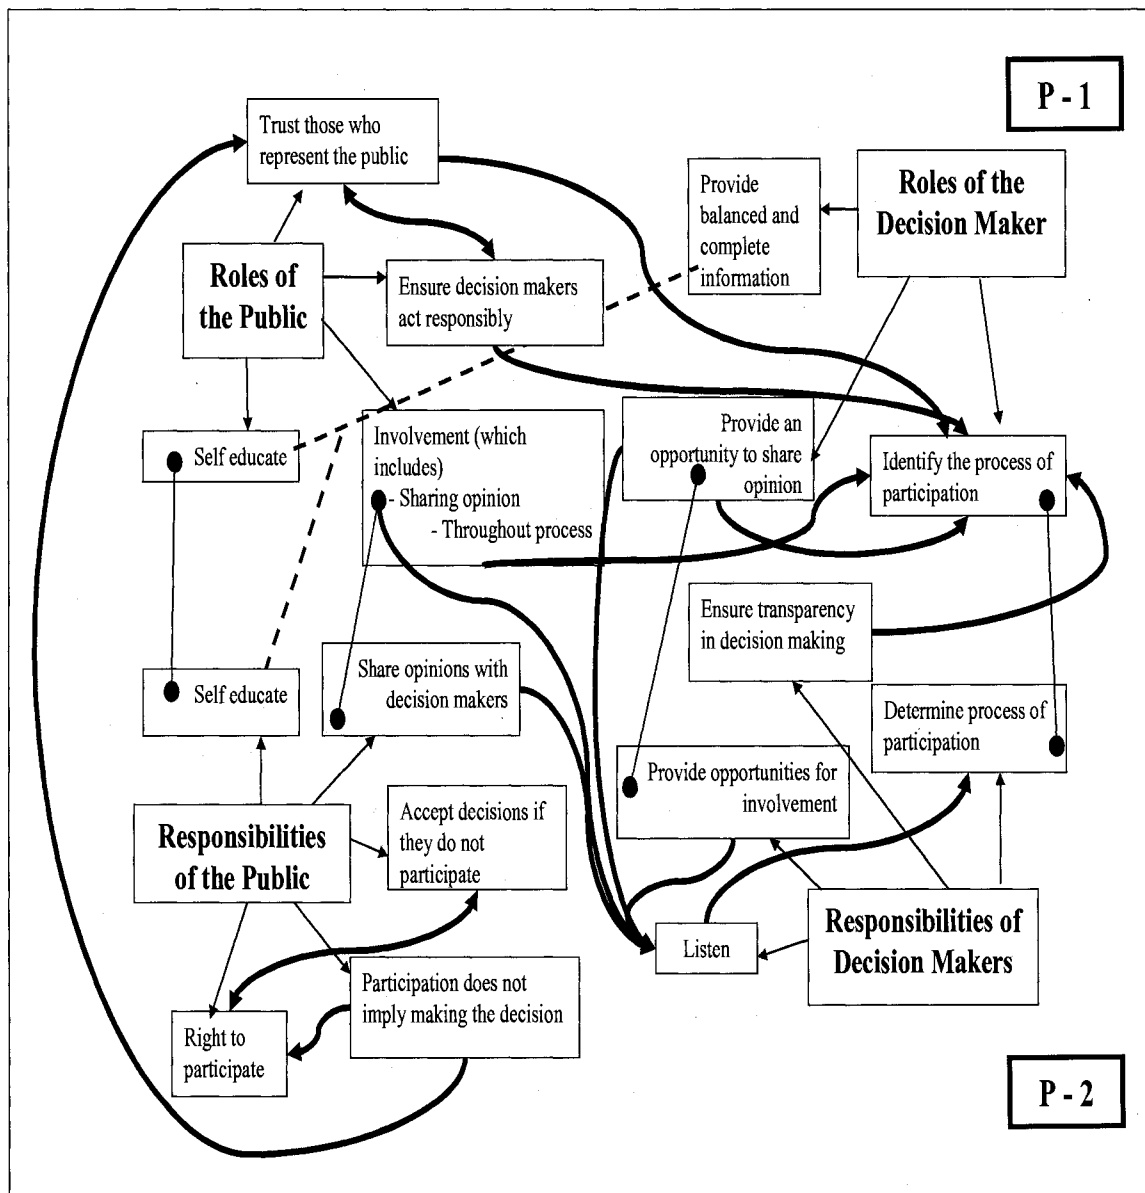 P - 1
Trust those who
represent the public
Provide
balanced and
complete
information
Roles of the
Decision Maker
Roles of
the Public
Ensure decision makers
act responsibly
Self educate
Involvement (which
includes)
- Sharing opinion
- Throughout process
Provide an
opportunity to share
opinion
Identify the process of
participation
Ensure transparency
in decision making
Self educate
Share opinions with
decision makers
Determine process of
participation
Provide opportunities for
involvement
Responsibilities
of the Public
Accept decisions if
they do not
participate
Listen
Responsibilities of
Decision Makers
Participation does not
imply making the decision
Right to
participate
P - 2